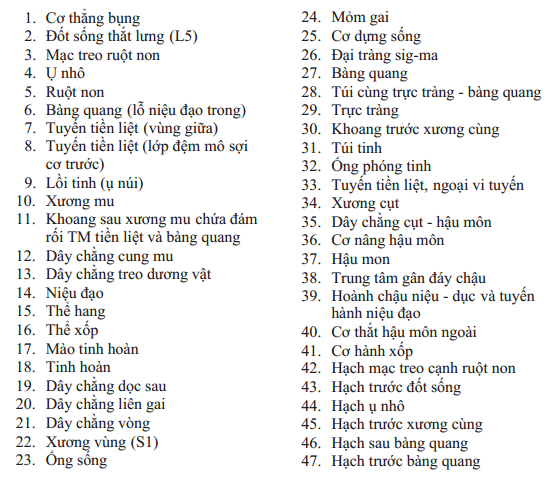 1. Cơ thẳng bụng
2. Đốt sống thắt lưng (L5)
3. Mạc treo ruột non
4. Ụ nhô
5. Ruột non
6. Bàng quang (lỗ niệu đạo trong)
7. Tuyến tiền liệt (vùng giữa)
8. Tuyến tiền liệt (lớp đệm mô sợi
cơ trước)
9. Lồi tinh (ụ núi)
10. Xương mu
11. Khoang sau xương mu chứa đám
rối TM tiền liệt và bàng quang
12. Dây chằng cung mu
13. Dây chằng treo dương vật
14. Niệu đạo
15. Thể hang
16. Thể xốp
17. Mào tinh hoàn
18. Tinh hoàn
19. Dây chằng dọc sau
20. Dây chằng liên gai
21. Dây chằng vòng
22. Xương vùng (S1)
23. Ống sống
24. Mỏm gai
25. Cơ dựng sống
26. Đại tràng sig-ma
27. Bàng quang
28. Túi cùng trực tràng - bàng quang
29. Trực tràng
30. Khoang trước xương cùng
31. Túi tinh
32. Ống phóng tinh
33. Tuyến tiền liệt, ngoại vi tuyến
34. Xương cụt
35. Dây chằng cụt - hậu môn
36. Cơ nâng hậu môn
37. Hậu mon
38. Trung tâm gân đáy chậu
39. Hoành chậu niệu - dục và tuyến
hành niệu đạo
40. Cơ thắt hậu môn ngoài
41. Cơ hành xốp
42. Hạch mạc treo cạnh ruột non
43. Hạch trước đốt sống
44. Hạch ụ nhô
45. Hạch trước xương cùng
46. Hạch sau bàng quang
47. Hạch trước bàng quang